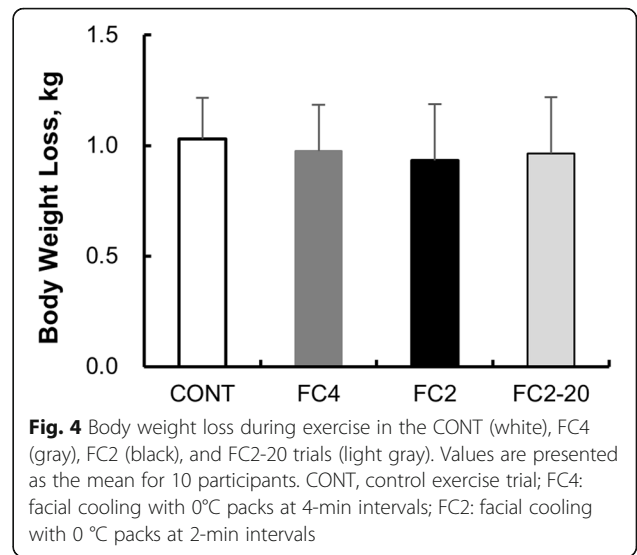 1.5
1.0
0.5
0.0
Body Weight Loss, kg
CONT FC4 FC2 FC2-20
Fig. 4 Body weight loss during exercise in the CONT (white), FC4
(gray), FC2 (black), and FC2-20 trials (light gray). Values are presented
as the mean for 10 participants. CONT, control exercise trial; FC4:
facial cooling with 0°C packs at 4-min intervals; FC2: facial cooling
with 0 °C packs at 2-min intervals